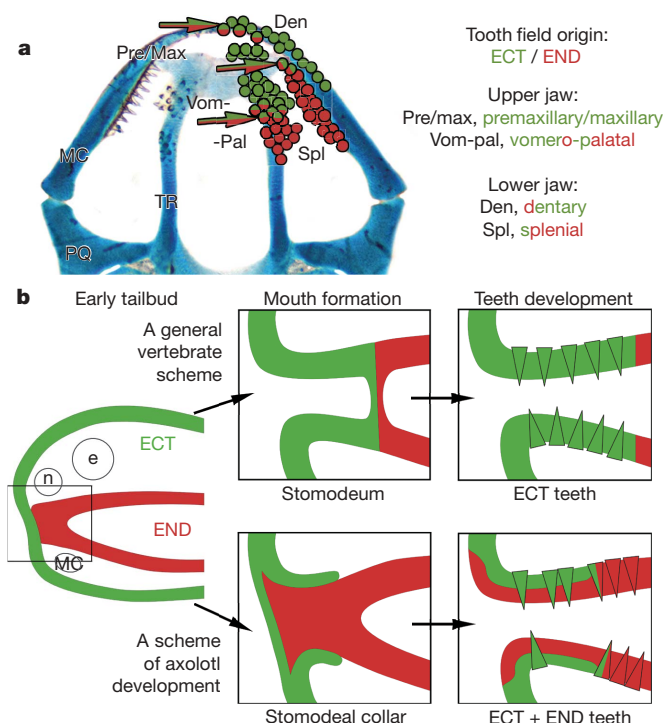 a
Den
Pre/Max
Vom-
-Pal
Spl
MC
TR
PQ
Tooth field origin:
ECT / END
Upper jaw:
Pre/max, premaxillary/maxillary
Vom-pal, vomero-palatal
Lower jaw:
Den, dentary
Spl, splenial
b
Early tailbud
Mouth formation
Teeth development
A general
vertebrate
scheme
ECT
e
n
END
MC
Stomodeum
ECT teeth
A scheme
of axolotl
development
Stomodeal collar
ECT + END teeth